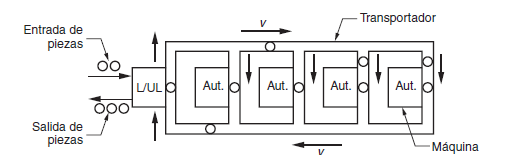 Entrada de
piezas
v
Transportador
L/UL
Aut.
Aut.
Aut.
Aut.
Salida de
piezas
v
Máquina